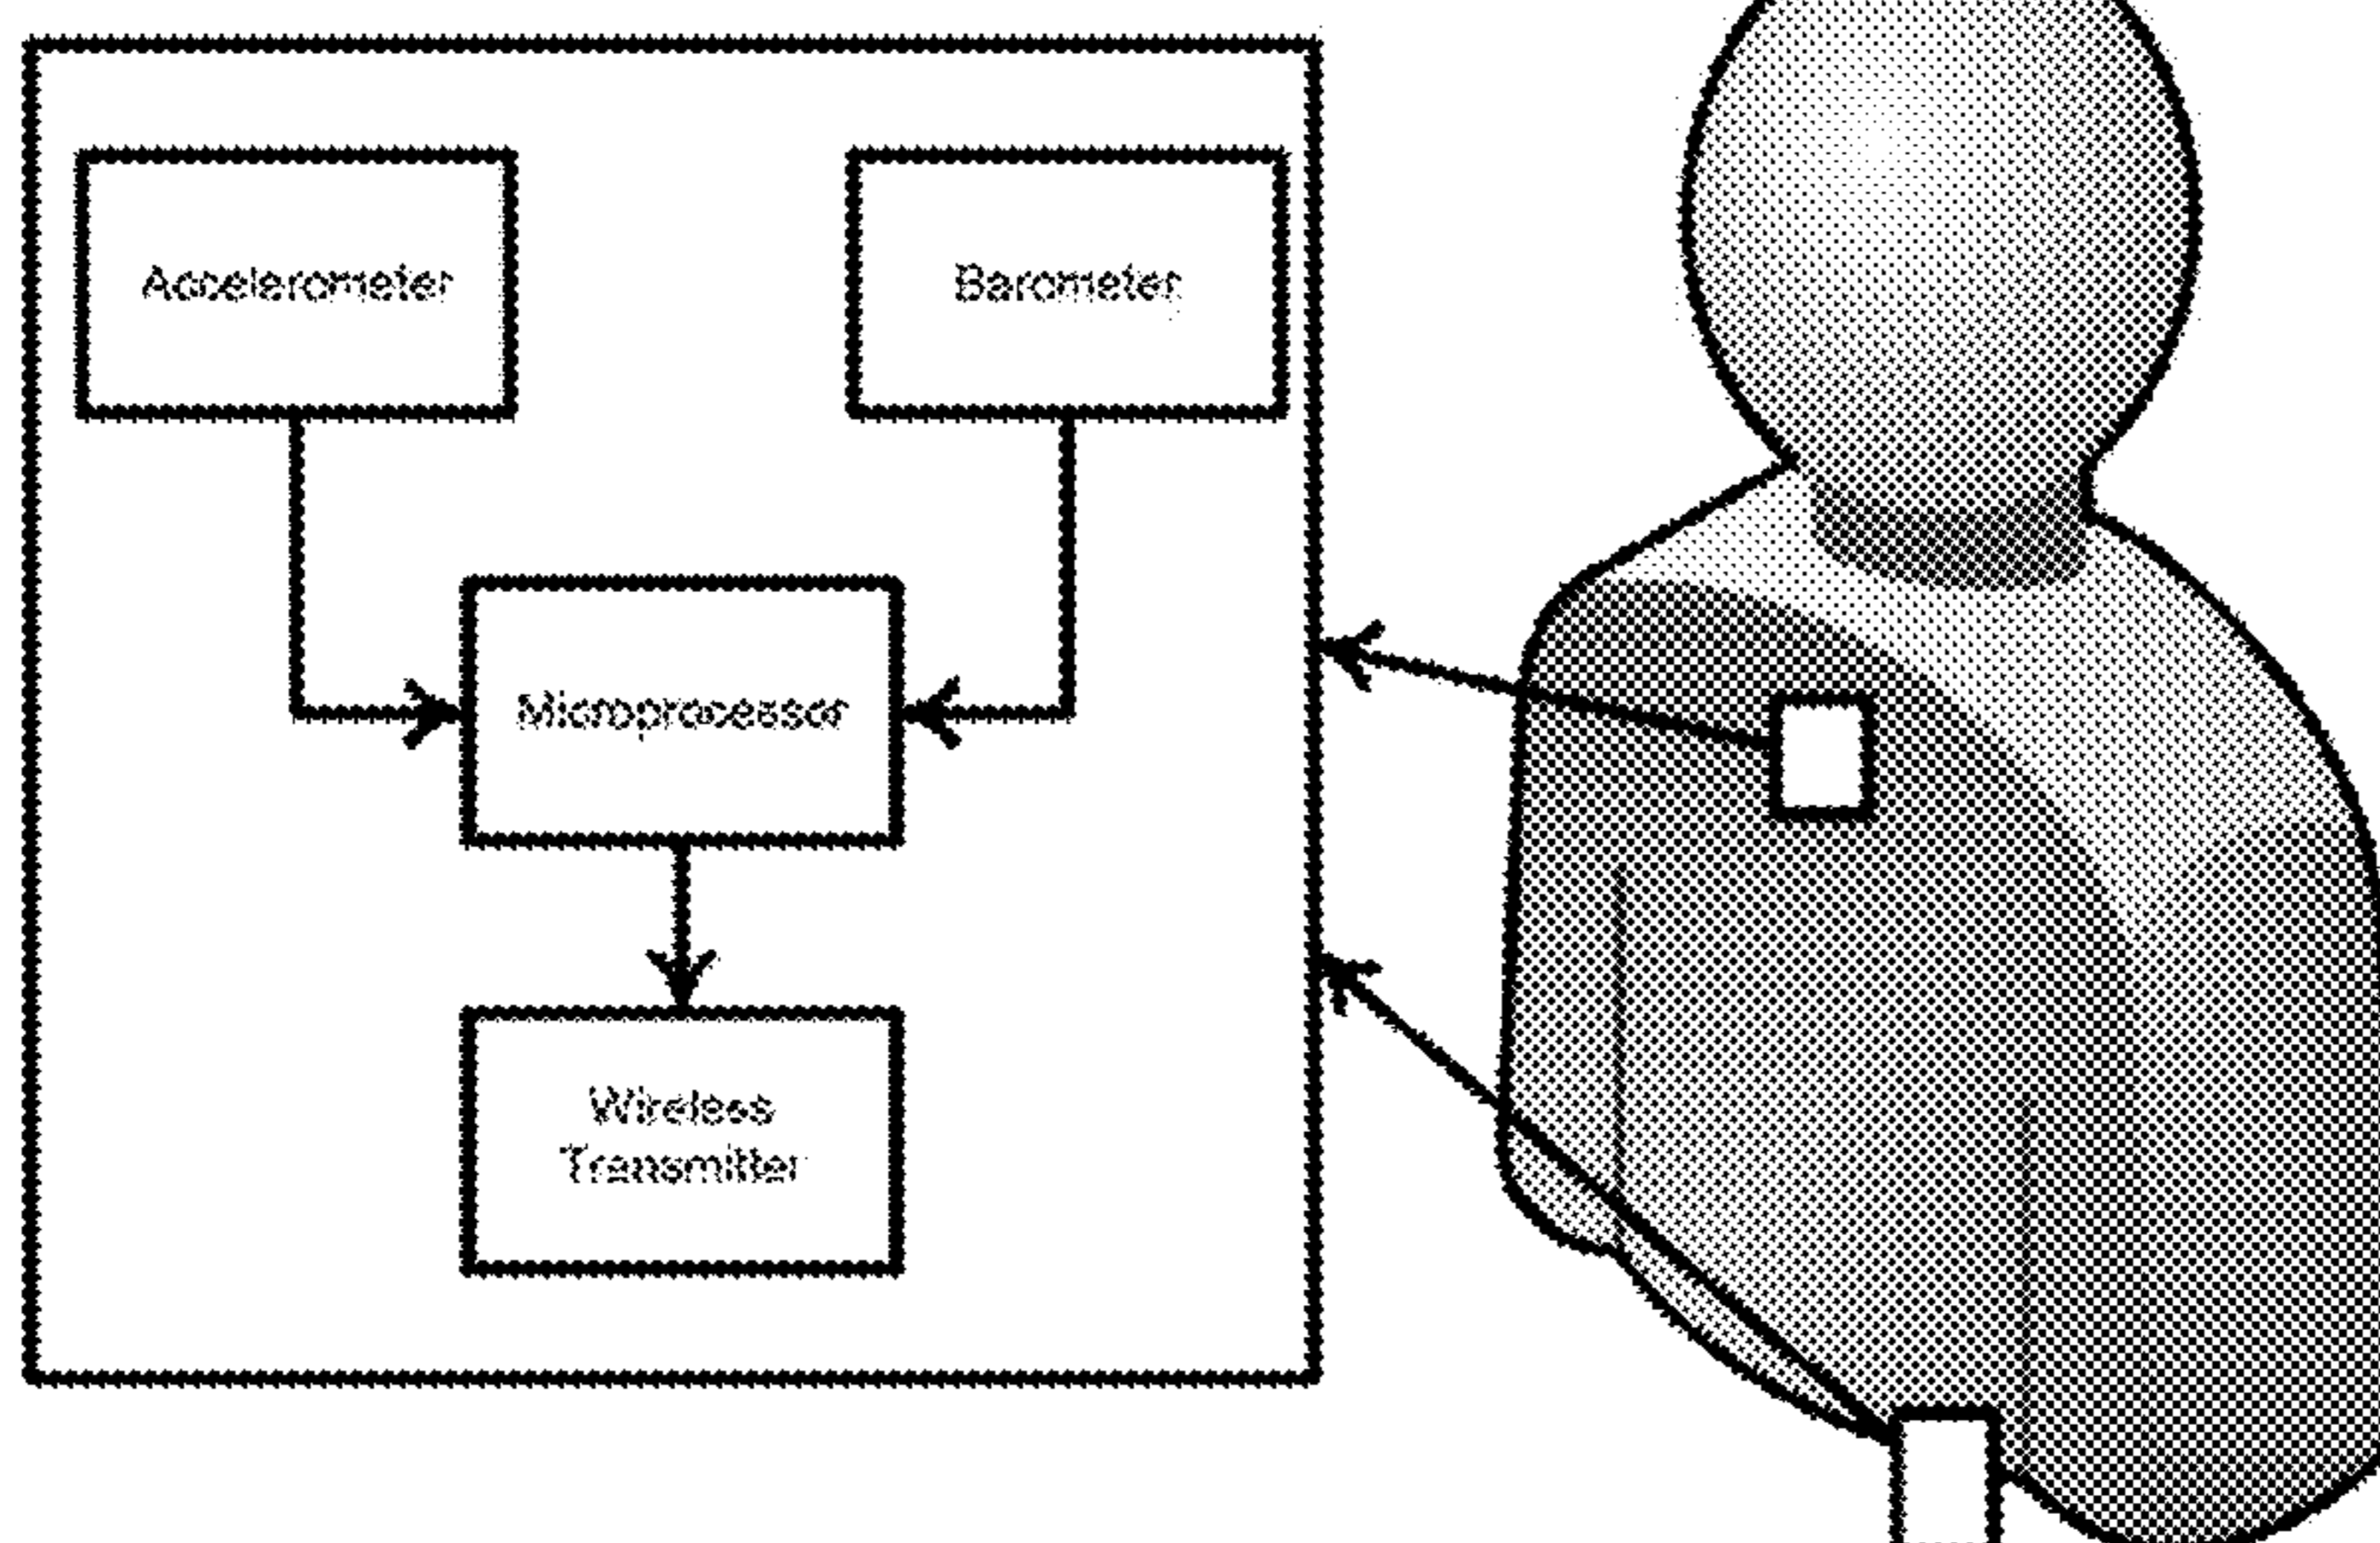 Accelerometer
Barometer
Microprocessor
Wireless
Transmitter